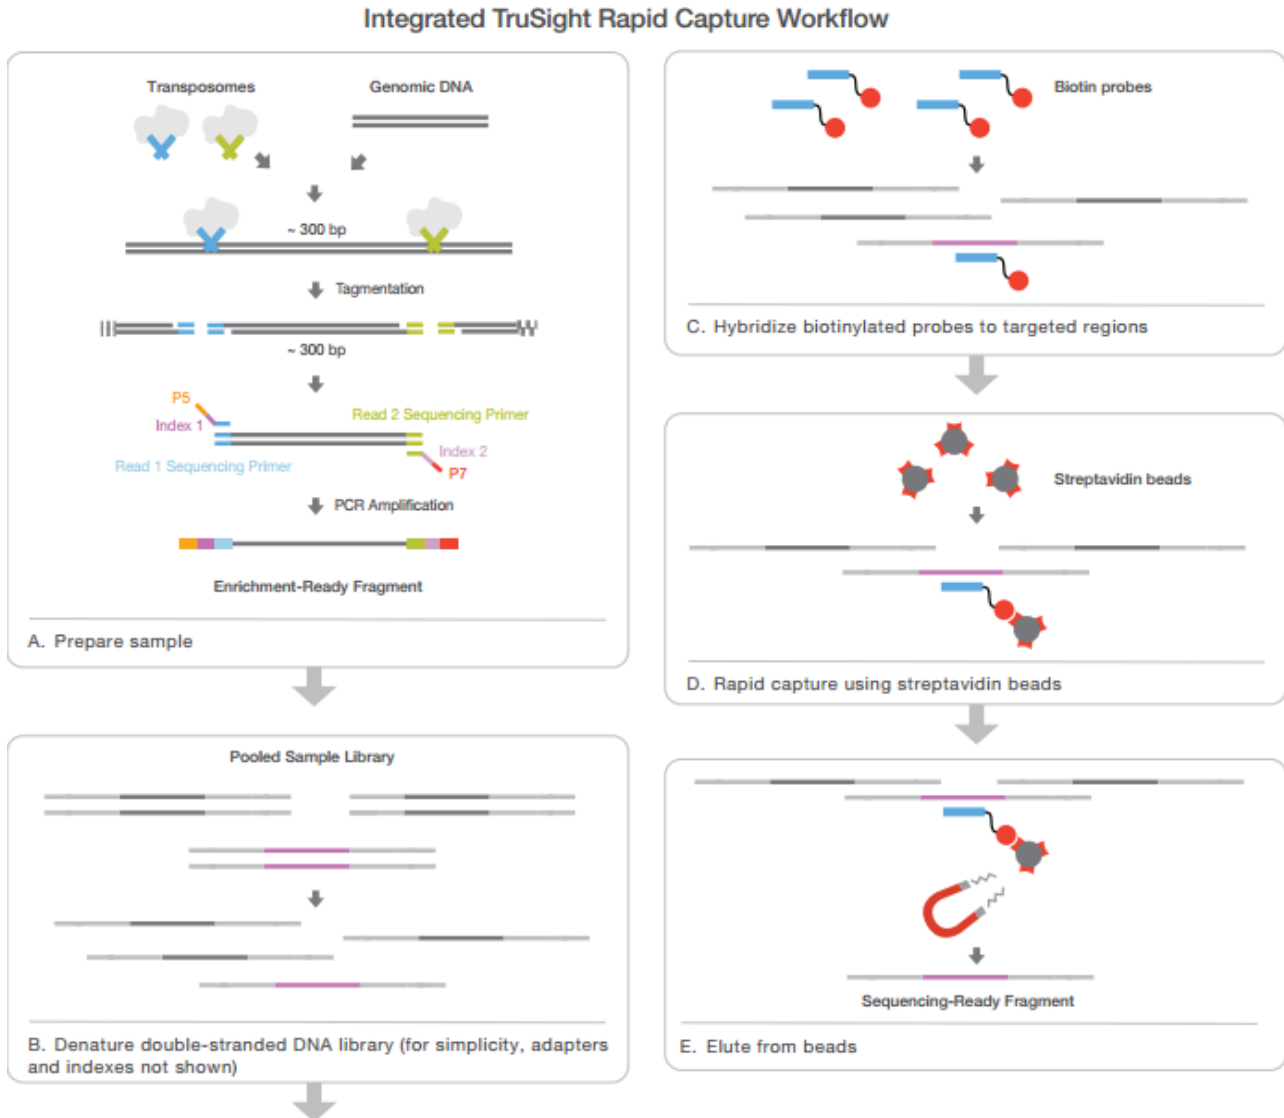 Integrated TruSight Rapid Capture Workflow
Transposomes
Genomic DNA
~ 300 bp
Tagmentation
~ 300 bp
P5
Index 1
Read 2 Sequencing Primer
Read 1 Sequencing Primer
Index 2
P7
PCR Amplification
Enrichment-Ready Fragment
A. Prepare sample
Pooled Sample Library
B. Denature double-stranded DNA library (for simplicity, adapters
and indexes not shown)
Biotin probes
C. Hybridize biotinylated probes to targeted regions
Streptavidin beads
D. Rapid capture using streptavidin beads
Sequencing-Ready Fragment
E. Elute from beads